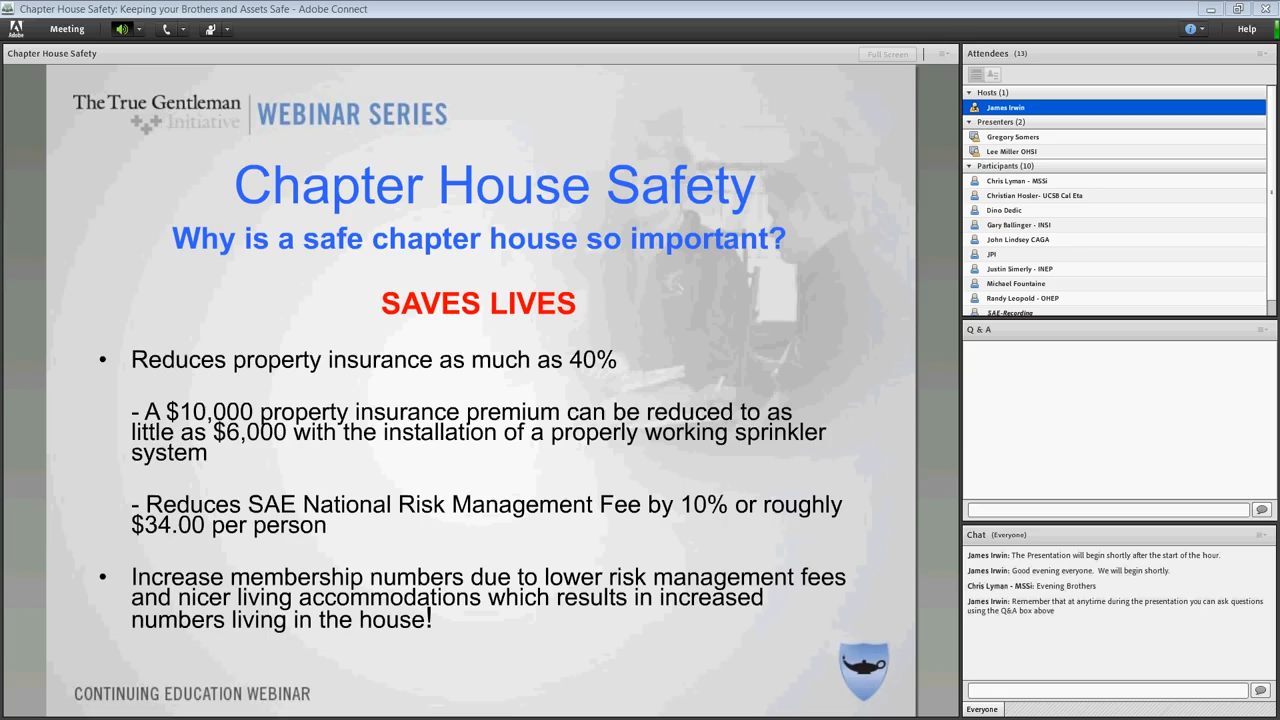 Chapter House Safety: Keeping your Brothers and Assets Safe - Adobe Connect
Adobe
Meeting
Help
Chapter House Safety
Full Screen
The True Gentleman
Initiative
WEBINAR SERIES
Chapter House Safety
Why is a safe chapter house so important?
SAVES LIVES
• Reduces property insurance as much as 40%
- A $10,000 property insurance premium can be reduced to as
little as $6,000 with the installation of a properly working sprinkler
system
- Reduces SAE National Risk Management Fee by 10% or roughly
$34.00 per person
• Increase membership numbers due to lower risk management fees
and nicer living accommodations which results in increased
numbers living in the house!
CONTINUING EDUCATION WEBINAR
Attendees (13)
Hosts (1)
James Irwin
Presenters (2)
Gregory Somers
Lee Miller OHSI
Participants (10)
Chris Lyman - MSSi
Christian Hosler- UCSB Cal Eta
Dino Dedic
Gary Ballinger - INSI
John Lindsey CAGA
JPI
Justin Simerly - INEP
Michael Fountaine
Randy Leopold - OHEP
SAE-Recording
Q & A
Chat (Everyone)
James Irwin: The Presentation will begin shortly after the start of the hour.
James Irwin: Good evening everyone. We will begin shortly.
Chris Lyman - MSSi: Evening Brothers
James Irwin: Remember that at anytime during the presentation you can ask questions
using the Q&A box above
Everyone